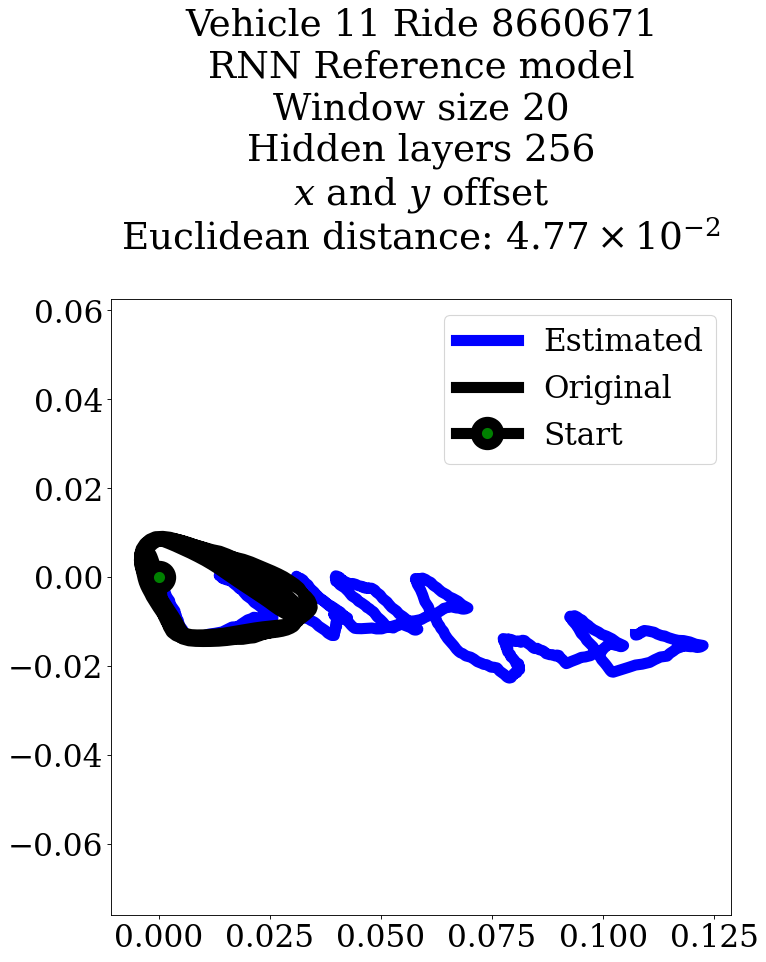 Vehicle 11 Ride 8660671
RNN Reference model
Window size 20
Hidden layers 256
x and y offset
Euclidean distance: 4.77 × 10⁻²
Estimated
Original
Start
0.06
0.04
0.02
0.00
−0.02
−0.04
−0.06
0.000 0.025 0.050 0.075 0.100 0.125